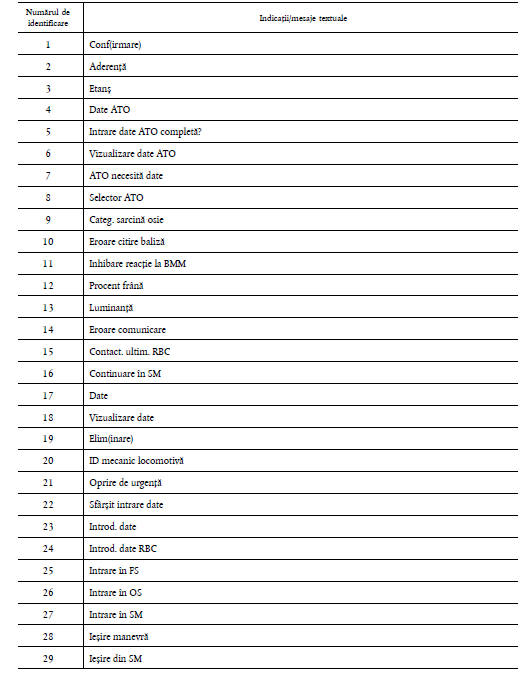 Numărul de
identificare
Indicații/mesaje textuale
1 Conf(irmare)
2 Aderență
3 Etanș
4 Date ATO
5 Intrare date ATO completă?
6 Vizualizare date ATO
7 ATO necesită date
8 Selector ATO
9 Categ. sarcină osie
10 Eroare citire baliză
11 Inhibare reacție la BMM
12 Procent frână
13 Luminanță
14 Eroare comunicare
15 Contact. ultim. RBC
16 Continuare în SM
17 Date
18 Vizualizare date
19 Elim(inare)
20 ID mecanic locomotivă
21 Oprire de urgență
22 Sfârșit intrare date
23 Introd. date
24 Introd. date RBC
25 Intrare în FS
26 Intrare în OS
27 Intrare în SM
28 Ieșire manevră
29 Ieșire din SM